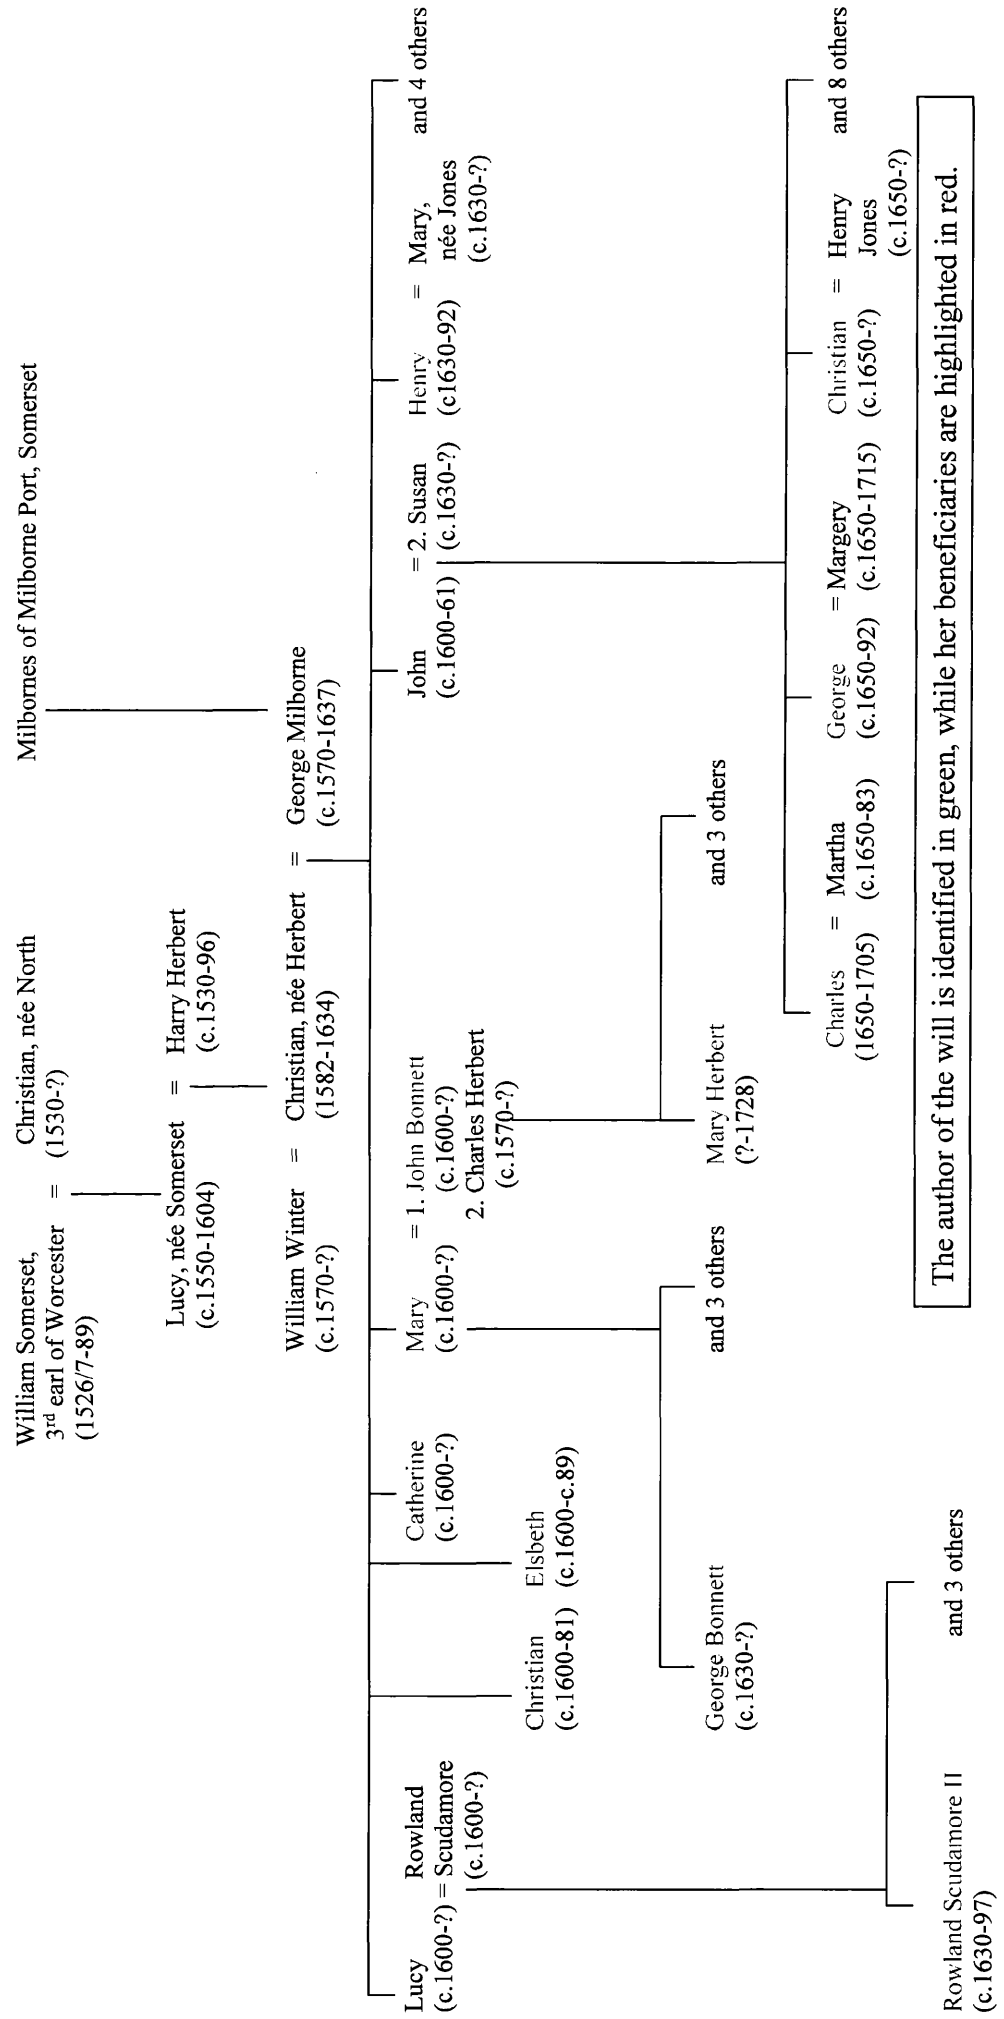 William Somerset,
3rd earl of Worcester
(1526/7-89)
=
Christian, née North
(1530-?)
Milbornes of Milborne Port, Somerset
Lucy, née Somerset
(c.1550-1604)
=
Harry Herbert
(c.1530-96)
William Winter
(c.1570-?)
=
Christian, née Herbert
(1582-1634)
=
George Milborne
(c.1570-1637)
Lucy
(c.1600-?)
=
Rowland
Scudamore
(c.1600-?)
Christian
(c.1600-81)
Elsbeth
(c.1600-c.89)
Catherine
(c.1600-?)
Mary
(c.1600-?)
= 1. John Bonnett
(c.1600-?)
2. Charles Herbert
(c.1570-?)
John
(c.1600-61)
= 2. Susan
(c.1630-?)
Henry
(c1630-92)
=
Mary,
née Jones
(c.1630-?)
and 4 others
George Bonnett
(c.1630-?)
and 3 others
Mary Herbert
(?-1728)
and 3 others
Charles
(1650-1705)
=
Martha
(c.1650-83)
George
(c.1650-92)
=
Margery
(c.1650-1715)
Christian
(c.1650-?)
=
Henry
Jones
(c.1650-?)
and 8 others
Rowland Scudamore II
(c.1630-97)
and 3 others
The author of the will is identified in green, while her beneficiaries are highlighted in red.